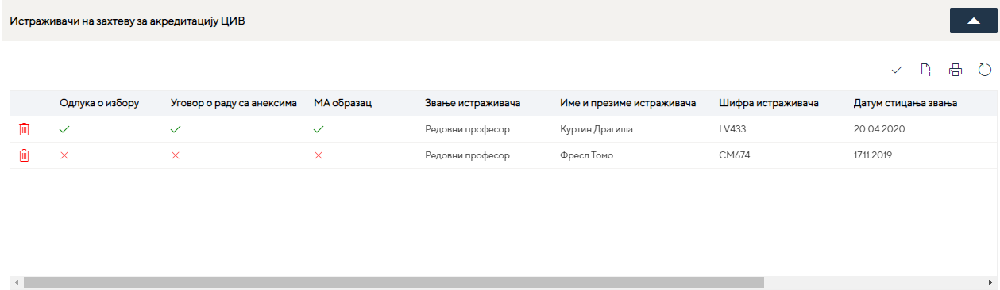 Истраживачи на захтеву за акредитацију ЦИВ
Одлука о избору Уговор о раду са анексима МА образац Звање истраживача Име и презиме истраживача Шифра истраживача Датум стицања звања
Редовни професор Куртин Драгиша LV433 20.04.2020
Редовни професор Фресл Томо CM674 17.11.2019